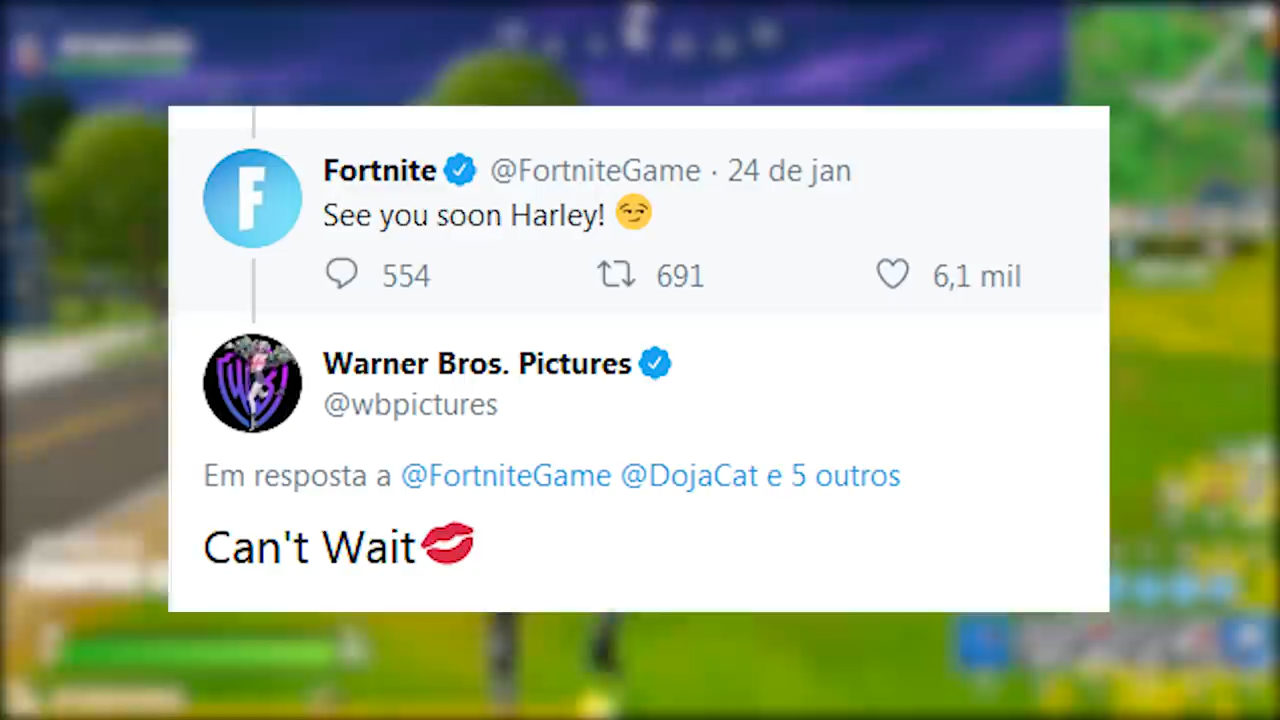 Fortnite @FortniteGame · 24 de jan
See you soon Harley! 😏
554 691 6,1 mil
Warner Bros. Pictures
@wbpictures
Em resposta a @FortniteGame @DojaCat e 5 outros
Can't Wait💋